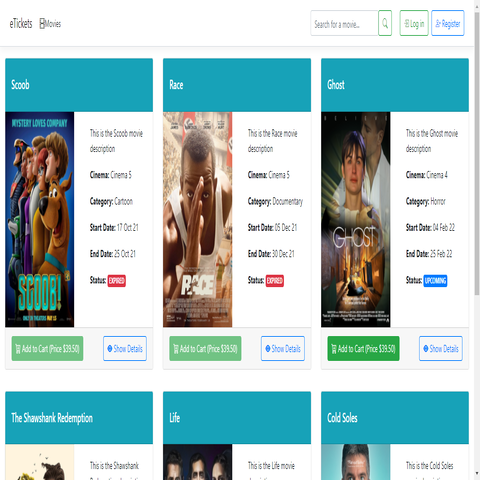 eTickets Movies Search for a movie... Log in Register
Scoob Race Ghost
MYSTERY LOVES COMPANY
SCOOB!
ONLY IN THEATERS MAY 15
This is the Scoob movie
description
Cinema: Cinema 5
Category: Cartoon
Start Date: 17 Oct 21
End Date: 25 Oct 21
Status: EXPIRED
RACE
This is the Race movie
description
Cinema: Cinema 5
Category: Documentary
Start Date: 05 Dec 21
End Date: 30 Dec 21
Status: EXPIRED
GHOST
This is the Ghost movie
description
Cinema: Cinema 4
Category: Horror
Start Date: 04 Feb 22
End Date: 25 Feb 22
Status: UPCOMING
Add to Cart (Price $39.50) Show Details
Add to Cart (Price $39.50) Show Details
Add to Cart (Price $39.50) Show Details
The Shawshank Redemption Life Cold Soles
This is the Shawshank
This is the Life movie
This is the Cold Soles